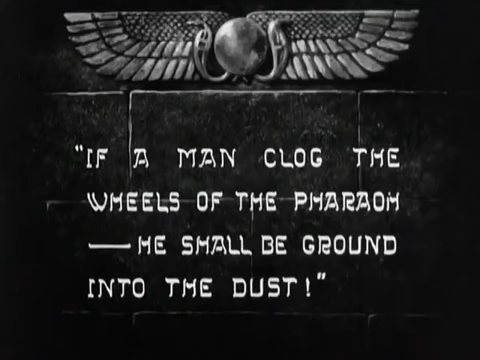 "IF A MAN CLOG THE
WHEELS OF THE PHARAOH
— HE SHALL BE GROUND
INTO THE DUST!"